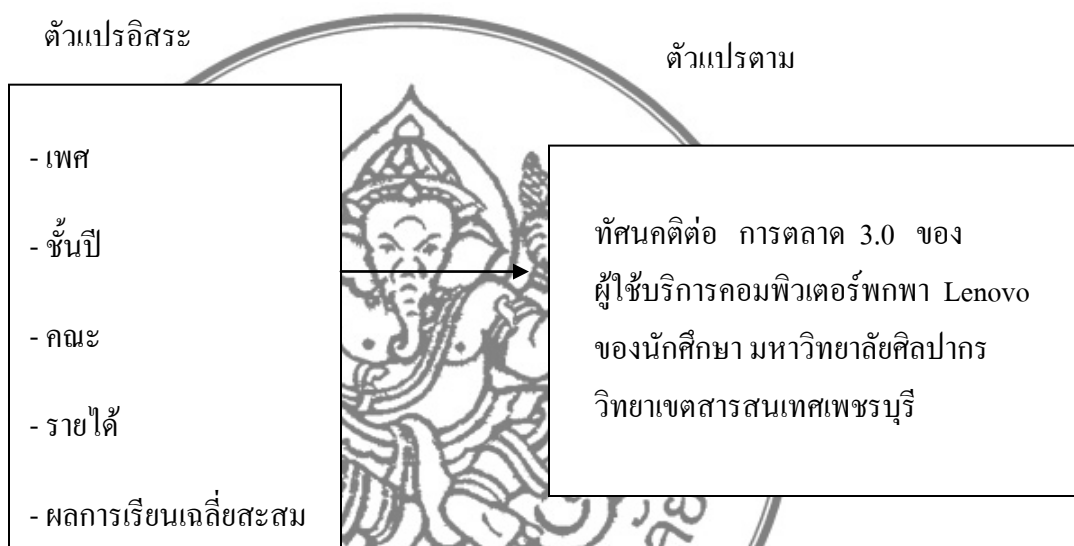 ตัวแปรอิสระ
ตัวแปรตาม
- เพศ
- ชั้นปี
- คณะ
- รายได้
- ผลการเรียนเฉลี่ยสะสม
ทัศนคติต่อ การตลาด 3.0 ของ
ผู้ใช้บริการคอมพิวเตอร์พกพา Lenovo
ของนักศึกษา มหาวิทยาลัยศิลปากร
วิทยาเขตสารสนเทศเพชรบุรี